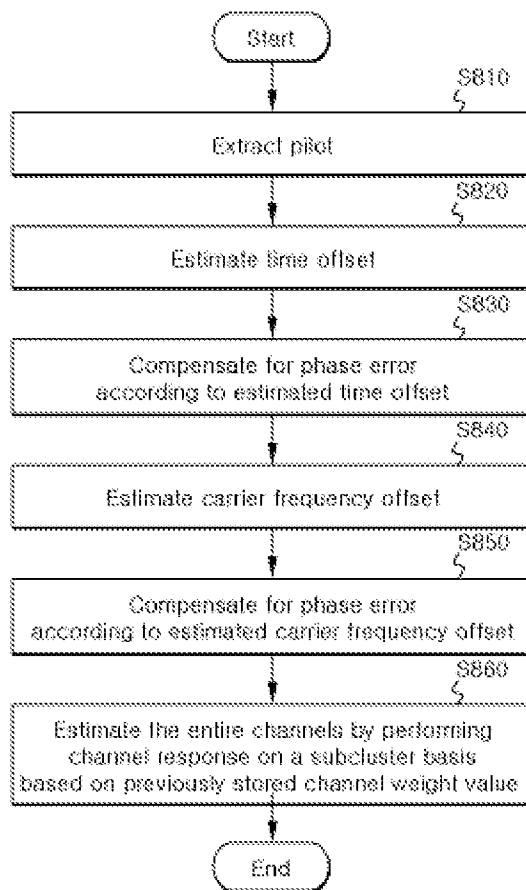 Start
S810
Extract pilot
S820
Estimate time offset
S830
Compensate for phase error
according to estimated time offset
S840
Estimate carrier frequency offset
S850
Compensate for phase error
according to estimated carrier frequency offset
S860
Estimate the entire channels by performing
channel response on a subcluster basis
based on previously stored channel weight value
End